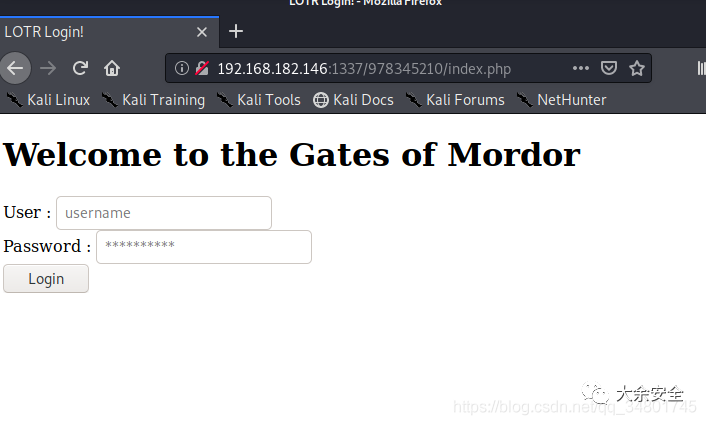 LOTR Login! - Mozilla Firefox
LOTR Login!
192.168.182.146:1337/978345210/index.php
Kali Linux Kali Training Kali Tools Kali Docs Kali Forums NetHunter
Welcome to the Gates of Mordor
User : username
Password : **********
Login
大余安全
https://blog.csdn.net/qq_34801745